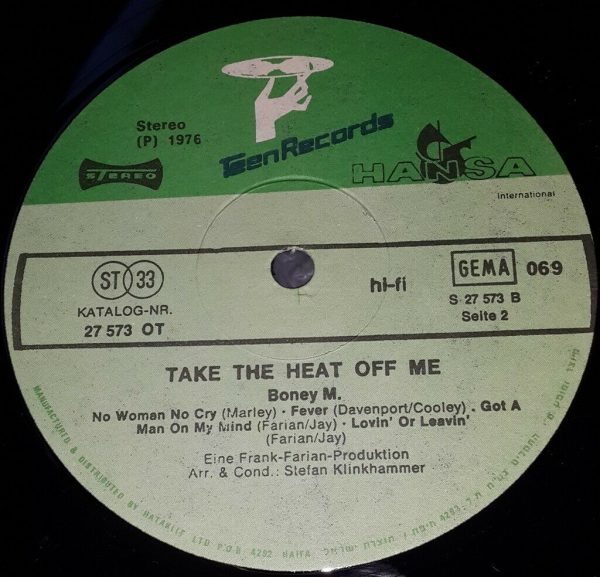 Stereo
(P) 1976
STEREO
TeenRecords
HANSA
International
ST 33
KATALOG-NR.
27 573 OT
hi-fi
GEMA 069
S 27 573 B
Seite 2
TAKE THE HEAT OFF ME
Boney M.
No Woman No Cry (Marley) · Fever (Davenport/Cooley) . Got A
Man On My Mind (Farian/Jay) · Lovin' Or Leavin'
(Farian/Jay)
Eine Frank-Farian-Produktion
Arr. & Cond.: Stefan Klinkhammer
MANUFACTURED & DISTRIBUTED BY HATAKLIT LTD P.O.B 4292 HAIFA